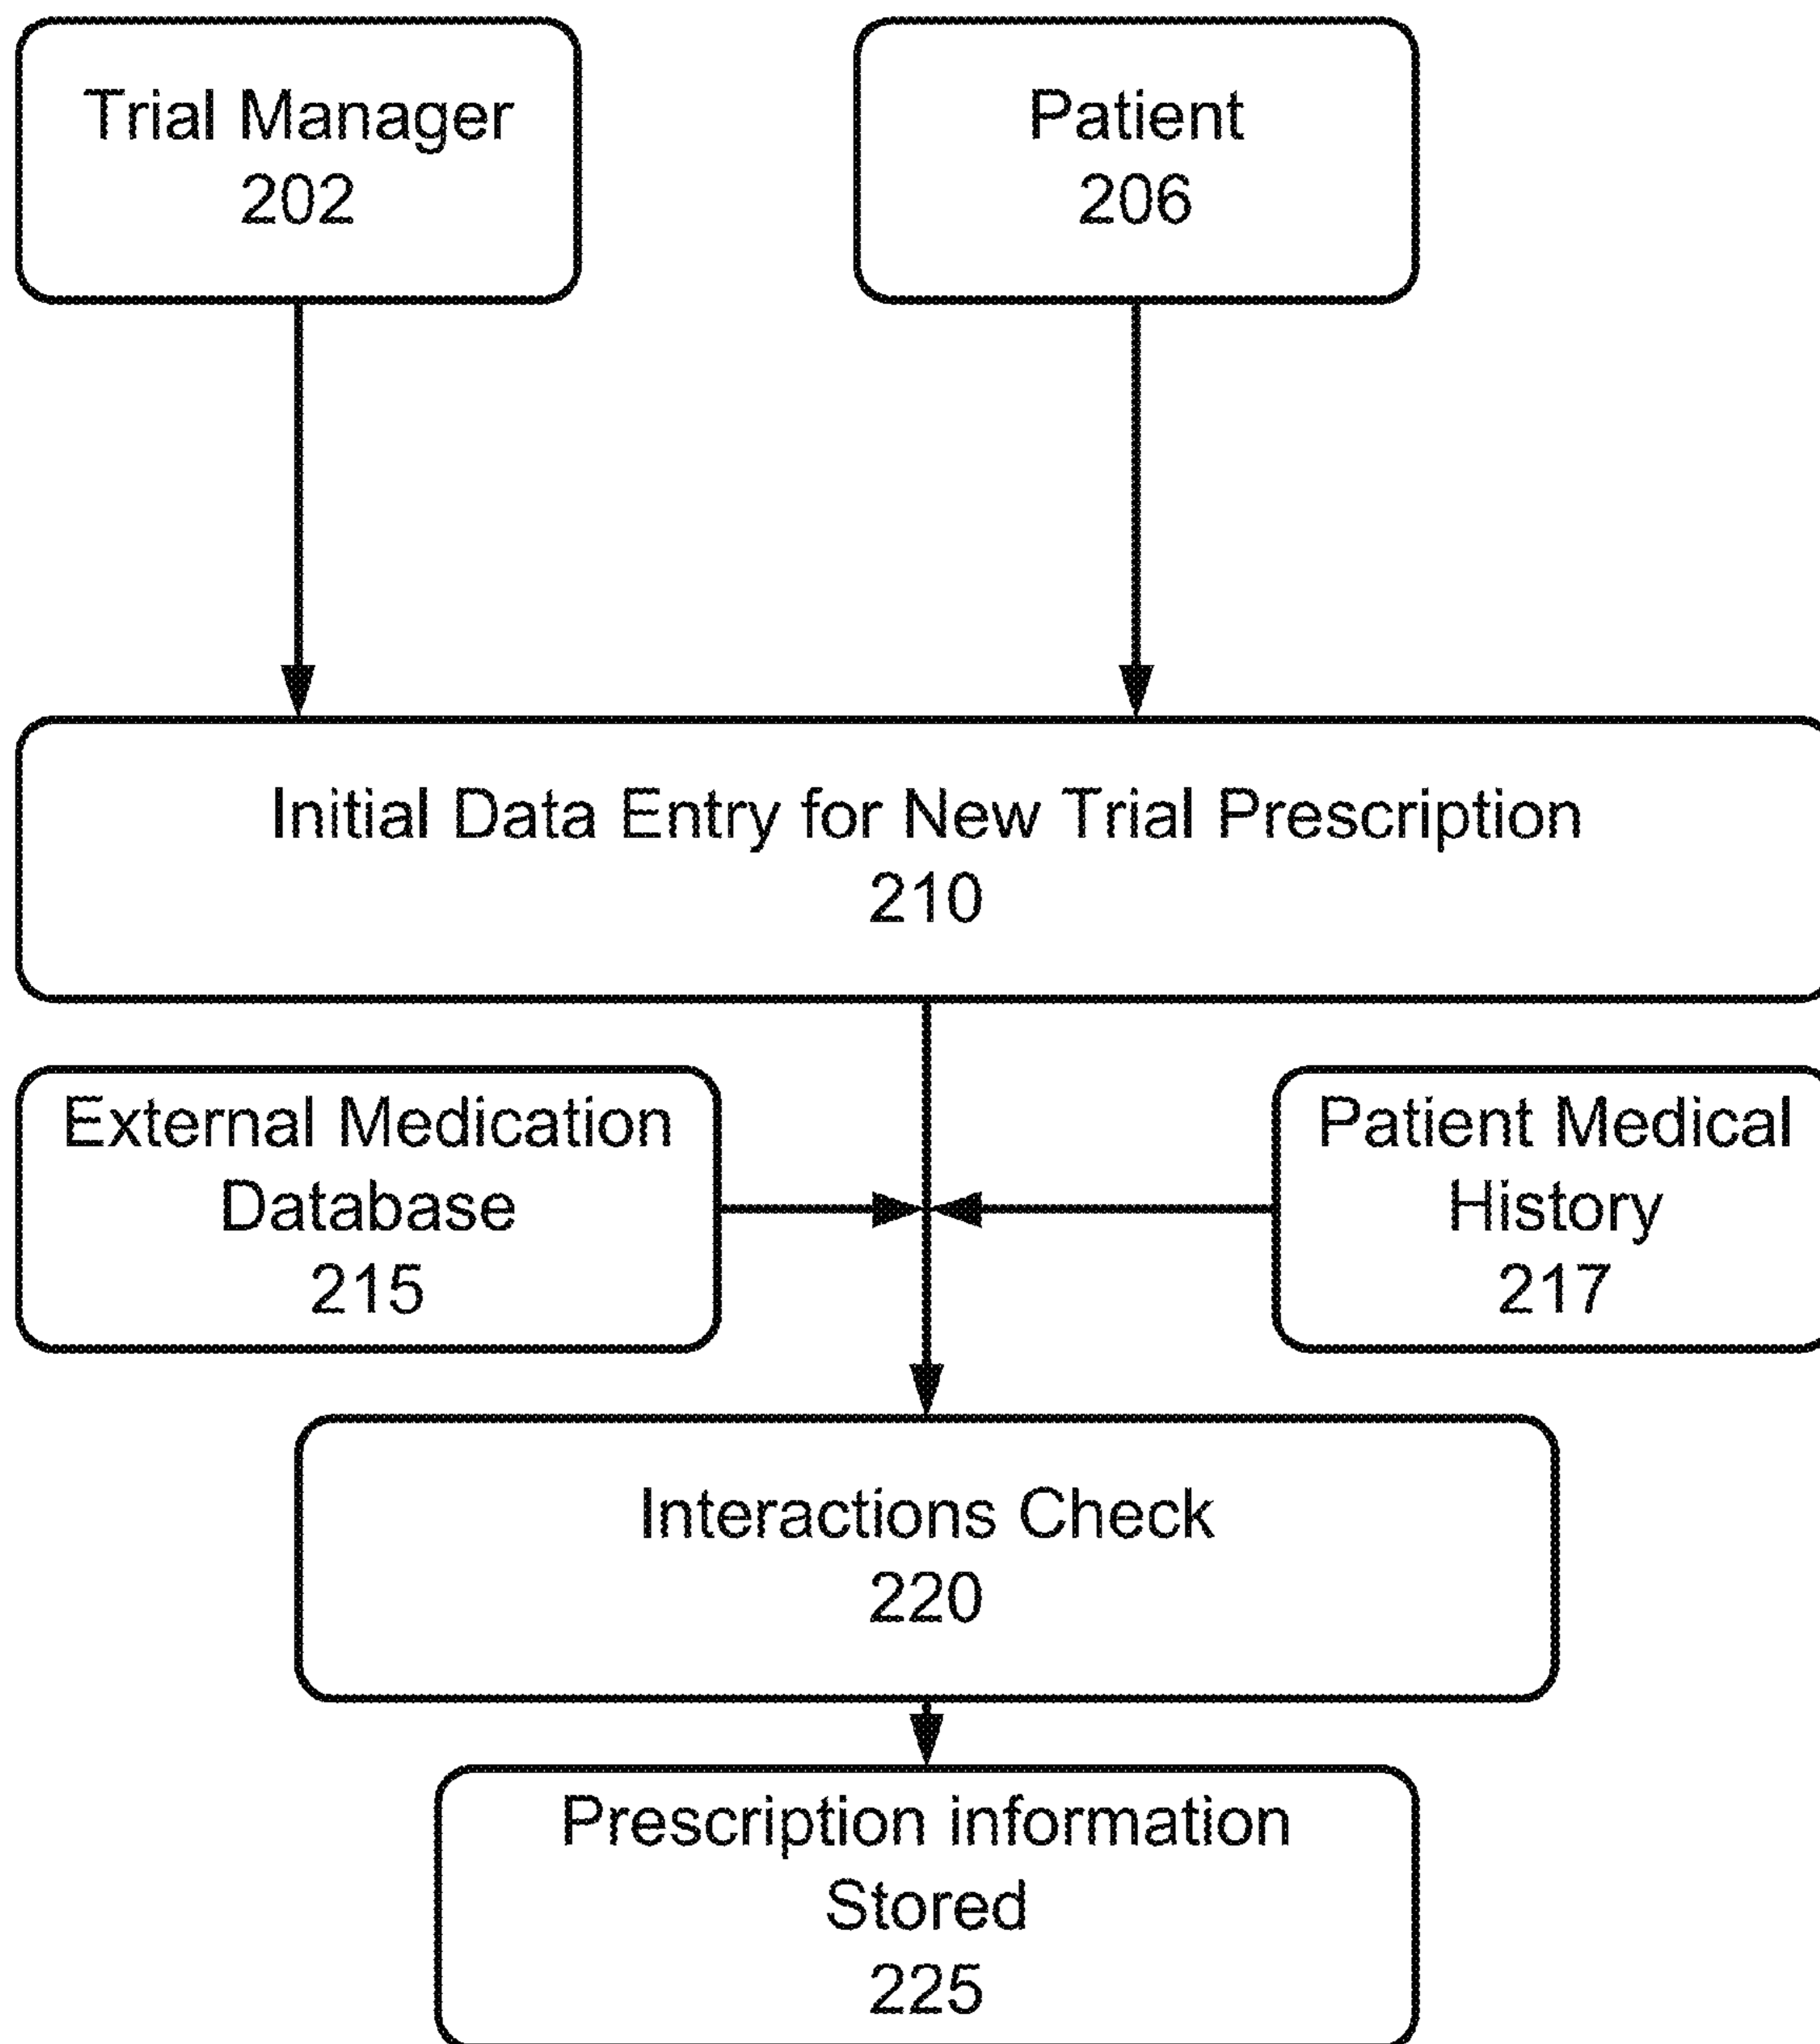 Trial Manager
202
Patient
206
Initial Data Entry for New Trial Prescription
210
External Medication
Database
215
Patient Medical
History
217
Interactions Check
220
Prescription information
Stored
225